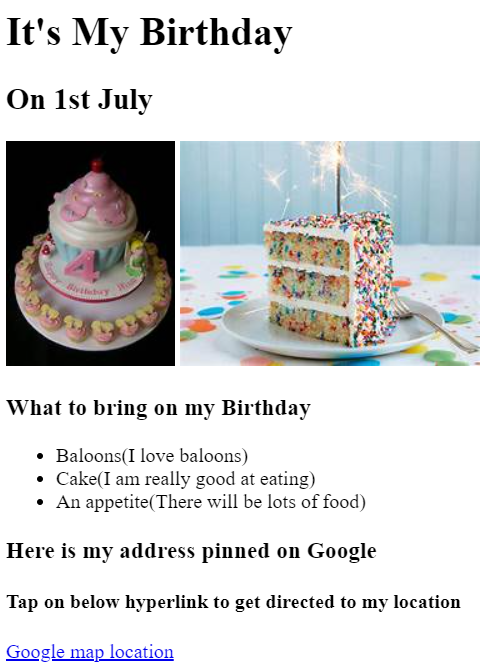 It's My Birthday
On 1st July
4
Happy Birthday
What to bring on my Birthday
Baloons(I love baloons)
Cake(I am really good at eating)
An appetite(There will be lots of food)
Here is my address pinned on Google
Tap on below hyperlink to get directed to my location
Google map location